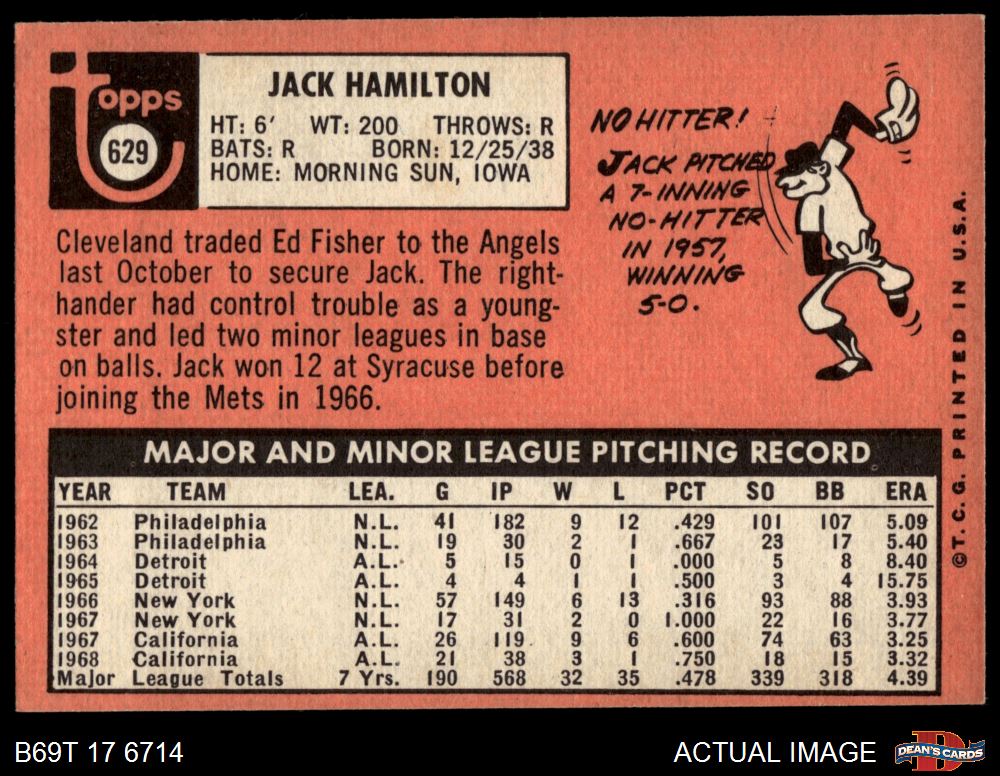 Topps
629
JACK HAMILTON
HT: 6' WT: 200 THROWS: R
BATS: R BORN: 12/25/38
HOME: MORNING SUN, IOWA
Cleveland traded Ed Fisher to the Angels
last October to secure Jack. The right-
hander had control trouble as a young-
ster and led two minor leagues in base
on balls. Jack won 12 at Syracuse before
joining the Mets in 1966.
NO HITTER!
JACK PITCHED
A 7-INNING
NO-HITTER
IN 1957,
WINNING
5-0.
MAJOR AND MINOR LEAGUE PITCHING RECORD
YEAR TEAM LEA. G IP W L PCT SO BB ERA
1962 Philadelphia N.L. 41 182 9 12 .429 101 107 5.09
1963 Philadelphia N.L. 19 30 2 1 .667 23 17 5.40
1964 Detroit A.L. 5 15 0 1 .000 5 8 8.40
1965 Detroit A.L. 4 4 1 1 .500 3 4 15.75
1966 New York N.L. 57 149 6 13 .316 93 88 3.93
1967 New York N.L. 17 31 2 0 1.000 22 16 3.77
1967 California A.L. 26 119 9 6 .600 74 63 3.25
1968 California A.L. 21 38 3 1 .750 18 15 3.32
Major League Totals 7 Yrs. 190 568 32 35 .478 339 318 4.39
©T.C.G. PRINTED IN U.S.A.
B69T 17 6714
ACTUAL IMAGE
DEAN'S CARDS